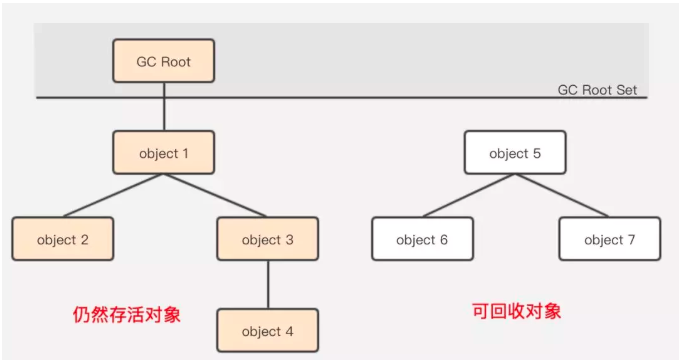 GC Root
GC Root Set
object 1
object 5
object 2
object 3
object 6
object 7
仍然存活对象
可回收对象
object 4